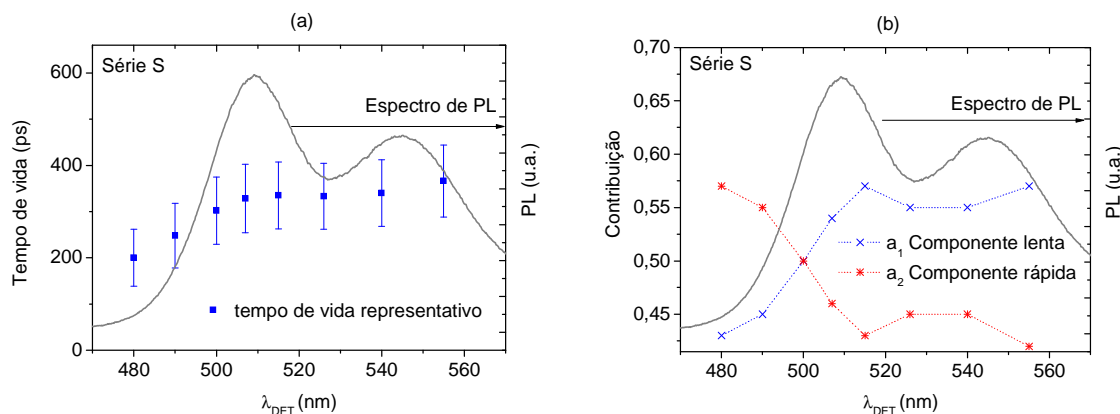 (a)
Série S
Espectro de PL
tempo de vida representativo
Tempo de vida (ps)
600
400
200
0
480 500 520 540 560
λDET (nm)
PL (u.a.)
(b)
Série S
Espectro de PL
a1 Componente lenta
a2 Componente rápida
Contribuição
0,70
0,65
0,60
0,55
0,50
0,45
480 500 520 540 560
λDET (nm)
PL (u.a.)